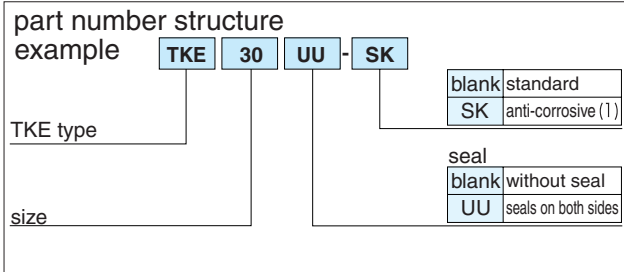 part number structure
example TKE 30 UU - SK
blank standard
SK anti-corrosive (1)
TKE type
seal
blank without seal
UU seals on both sides
size